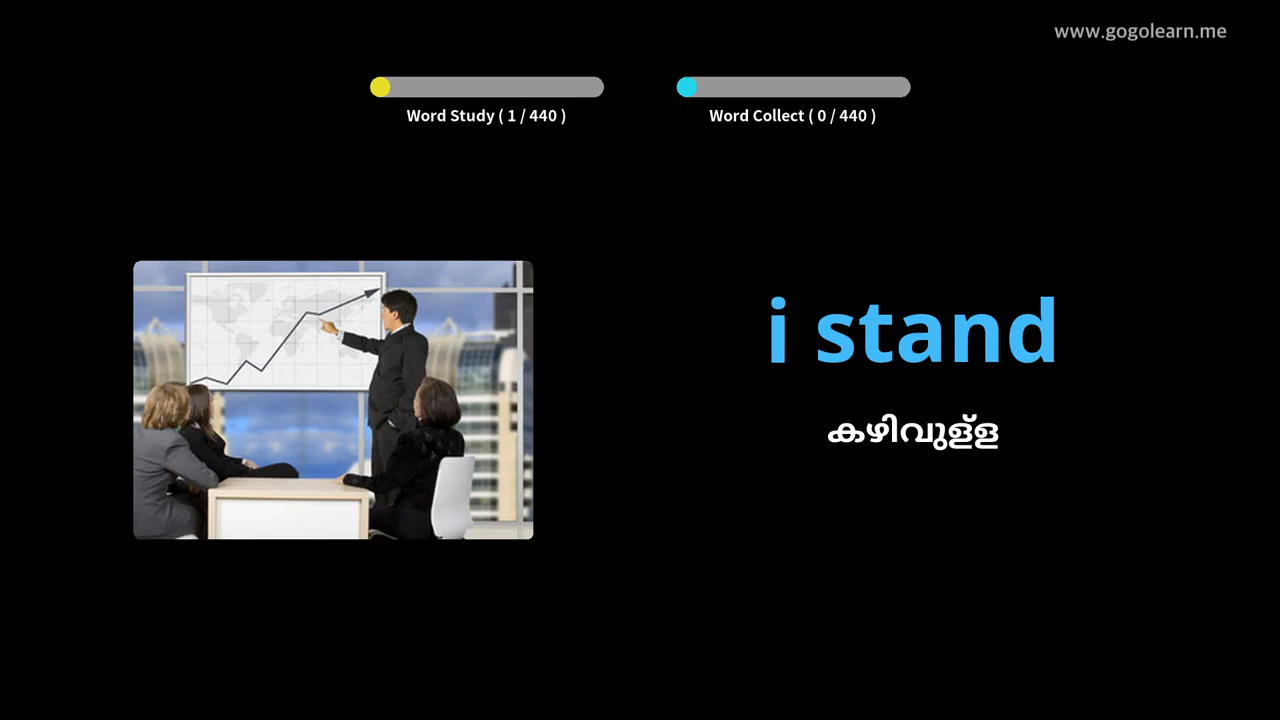 www.gogolearn.me
Word Study ( 1 / 440 )
Word Collect ( 0 / 440 )
i stand
കഴിവുള്ള